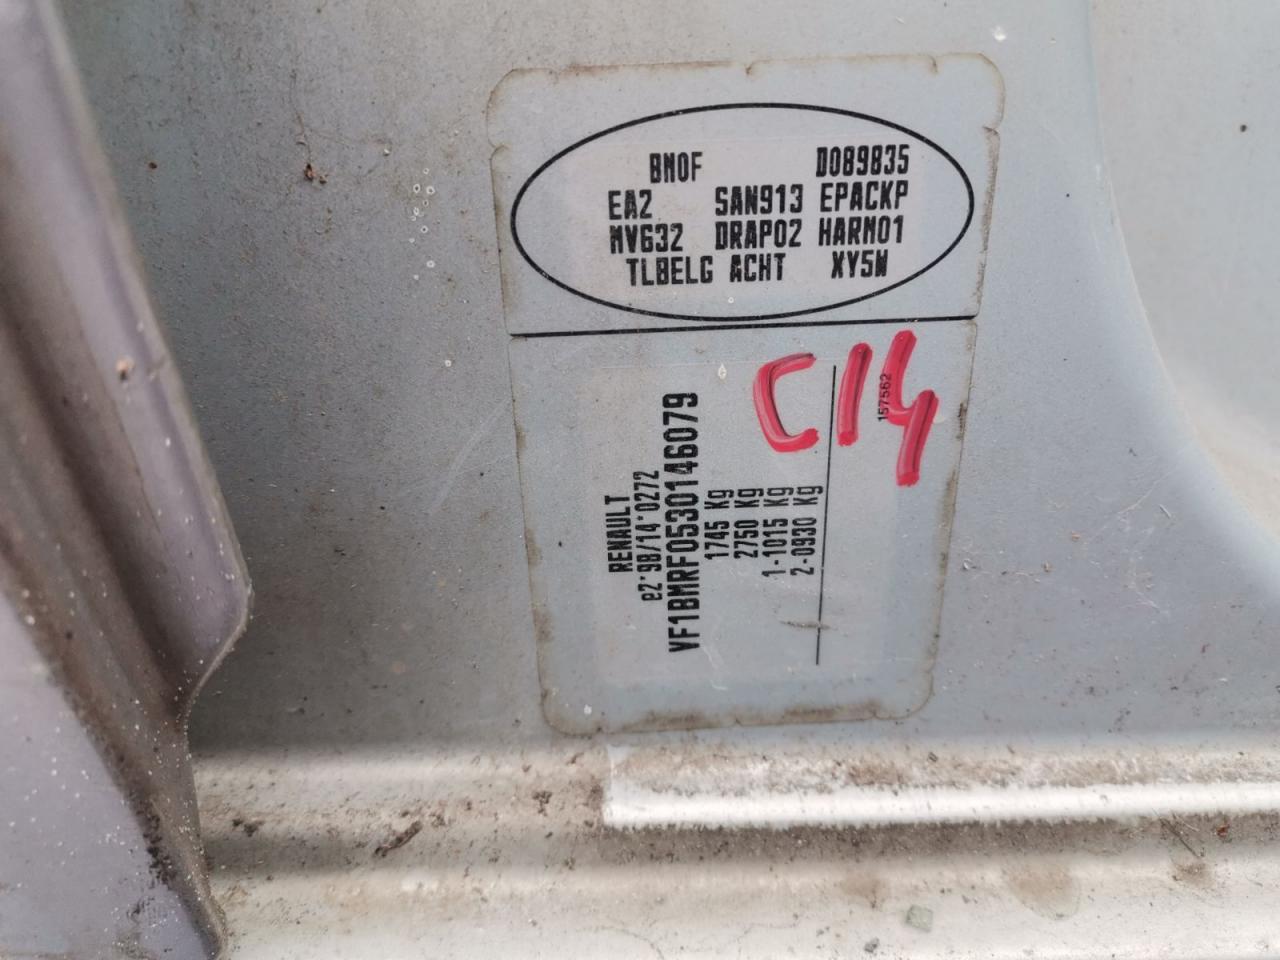 BM0F D089835
EA2 SAN913 EPACKP
MV632 DRAP02 HARM01
TLBELG ACHT XY5W
C14
157562
RENAULT
e2*98/14*0272
VF1BMRF0530146079
1745 Kg
2750 Kg
1-1015 Kg
2-0930 Kg